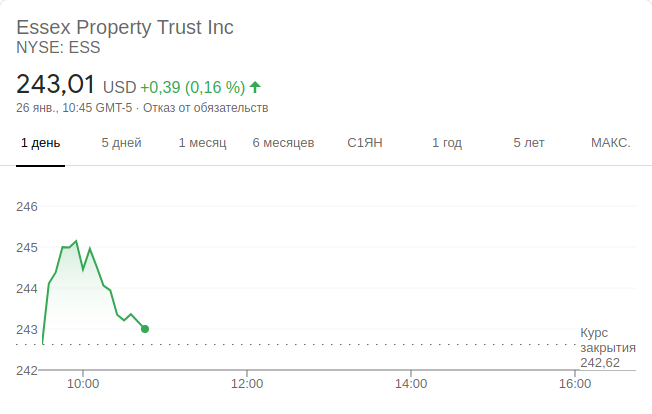 Essex Property Trust Inc
NYSE: ESS
243,01 USD +0,39 (0,16 %)
26 янв., 10:45 GMT-5 · Отказ от обязательств
1 день 5 дней 1 месяц 6 месяцев С1ЯН 1 год 5 лет МАКС.
246
245
244
243
Курс
закрытия
242,62
242
10:00 12:00 14:00 16:00